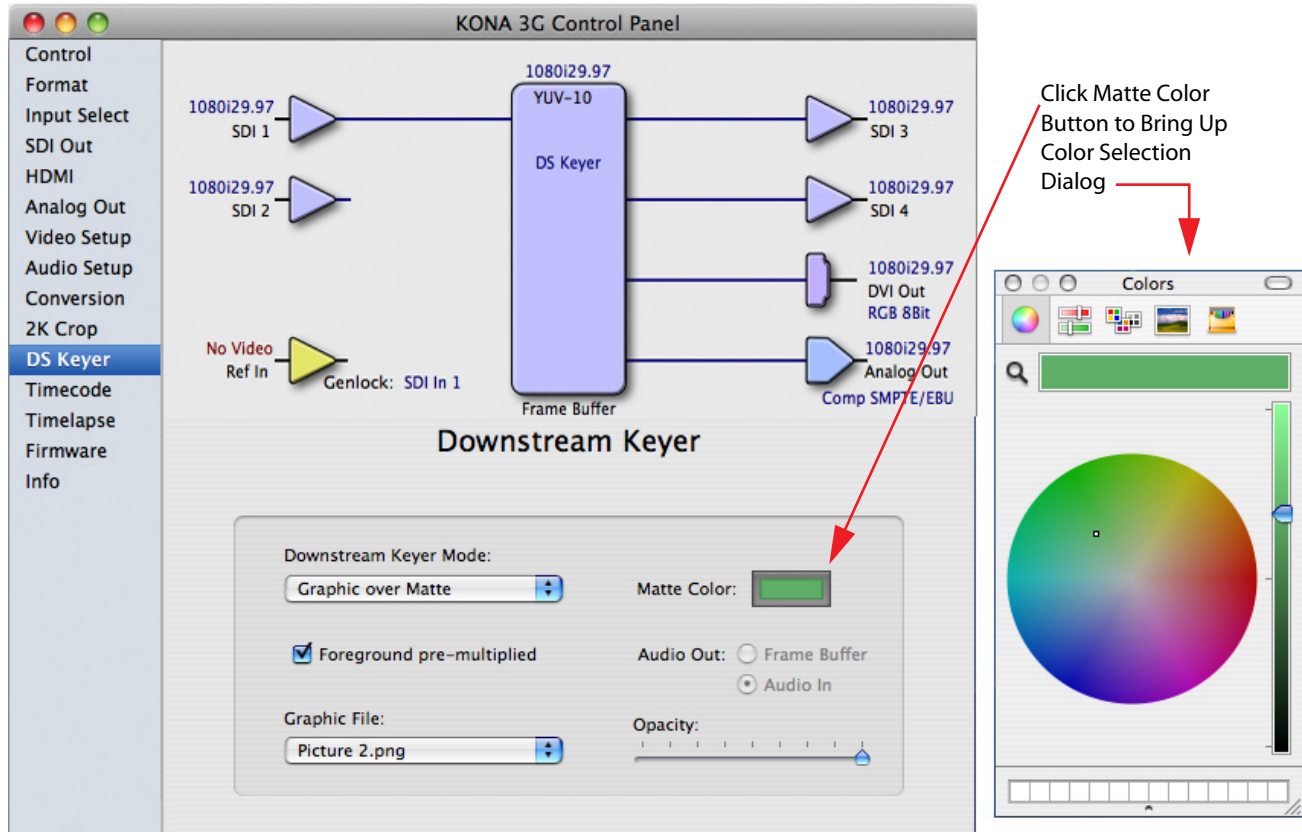 KONA 3G Control Panel
Control
Format
Input Select
SDI Out
HDMI
Analog Out
Video Setup
Audio Setup
Conversion
2K Crop
DS Keyer
Timecode
Timelapse
Firmware
Info
1080i29.97
YUV-10
DS Keyer
Frame Buffer
1080i29.97
SDI 1
1080i29.97
SDI 2
No Video
Ref In
Genlock: SDI In 1
1080i29.97
SDI 3
1080i29.97
SDI 4
1080i29.97
DVI Out
RGB 8Bit
1080i29.97
Analog Out
Comp SMPTE/EBU
Downstream Keyer
Downstream Keyer Mode:
Graphic over Matte
Matte Color:
Foreground pre-multiplied
Audio Out: Frame Buffer
Audio In
Graphic File:
Picture 2.png
Opacity:
Click Matte Color
Button to Bring Up
Color Selection
Dialog
Colors